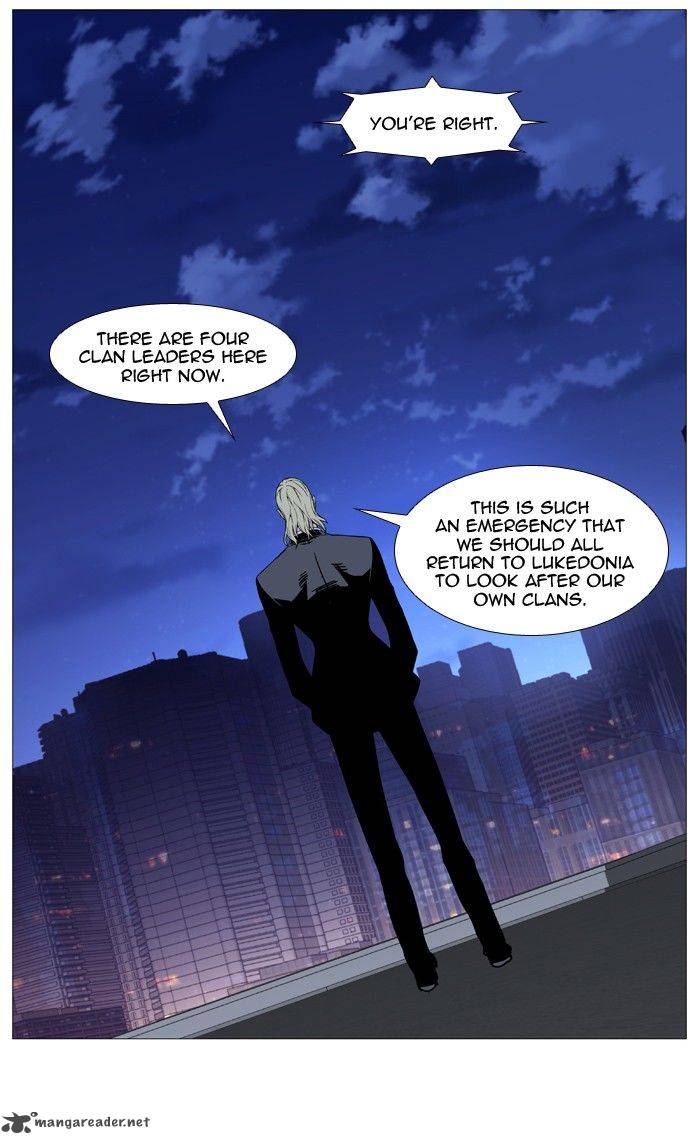 YOU'RE RIGHT.
THERE ARE FOUR
CLAN LEADERS HERE
RIGHT NOW.
THIS IS SUCH
AN EMERGENCY THAT
WE SHOULD ALL
RETURN TO LUKEDONIA
TO LOOK AFTER OUR
OWN CLANS.
mangareader.net